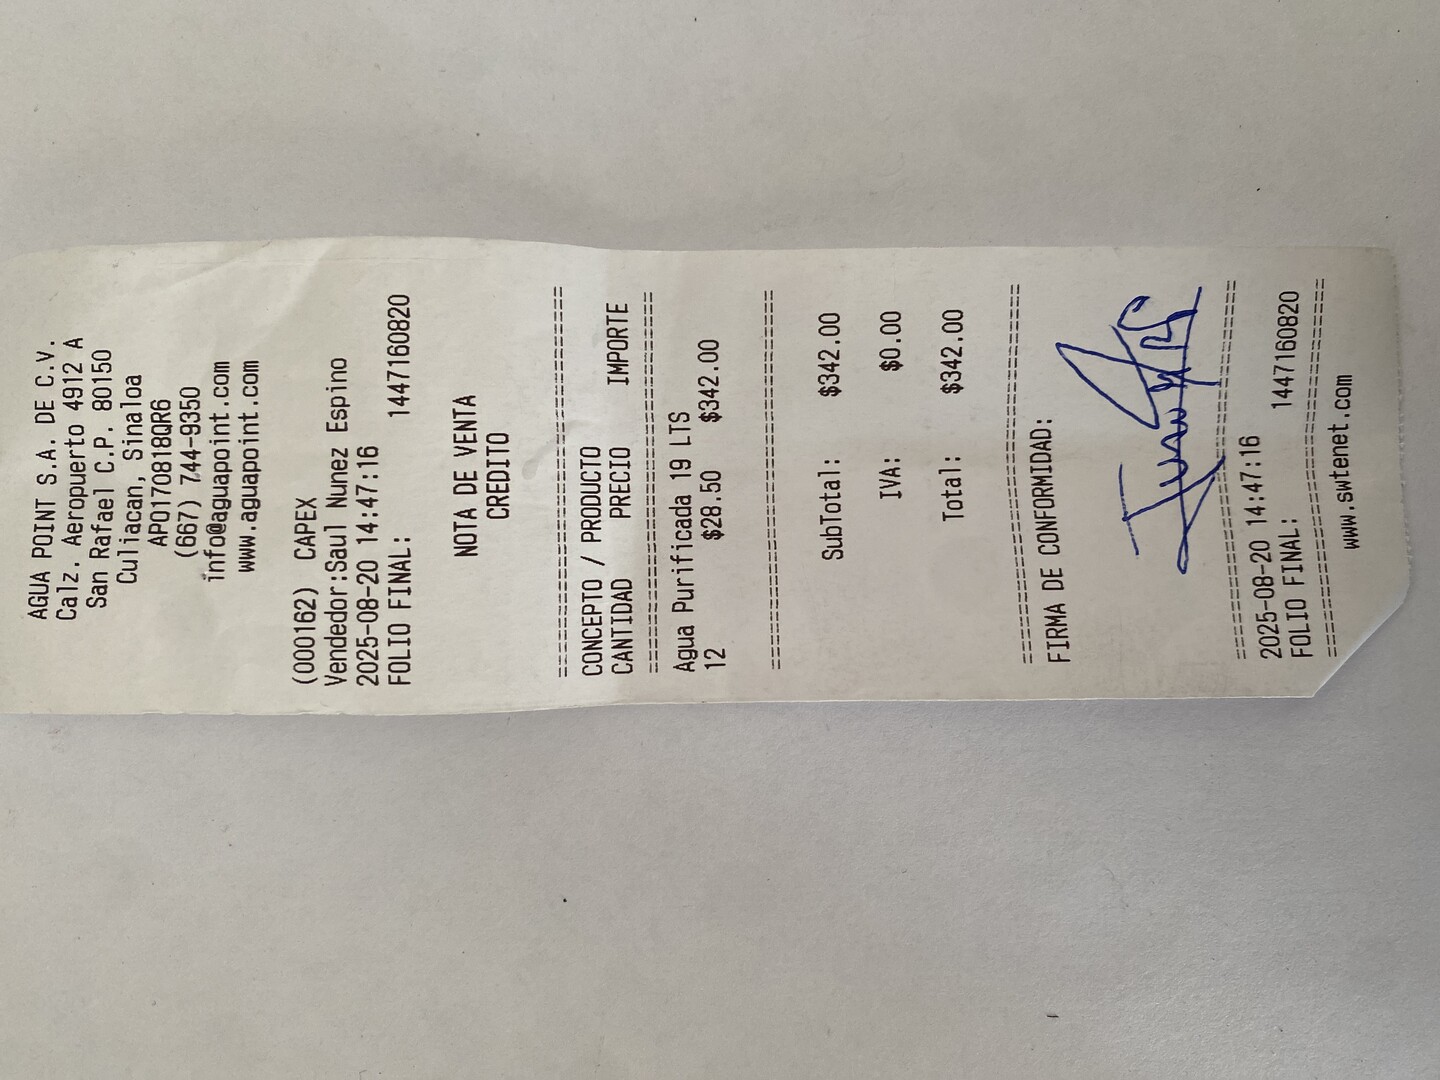 AGUA POINT S.A. DE C.V.
Calz. Aeropuerto 4912 A
San Rafael C.P. 80150
Culiacan, Sinaloa
APO170818QR6
(667) 744-9350
info@aguapoint.com
www.aguapoint.com
(000162) CAPEX
Vendedor:Saul Nunez Espino
2025-08-20 14:47:16
FOLIO FINAL: 1447160820
NOTA DE VENTA
CREDITO
CONCEPTO / PRODUCTO
CANTIDAD PRECIO IMPORTE
Agua Purificada 19 LTS
12 $28.50 $342.00
SubTotal: $342.00
IVA: $0.00
Total: $342.00
FIRMA DE CONFORMIDAD:
2025-08-20 14:47:16
FOLIO FINAL: 1447160820
www.swtenet.com